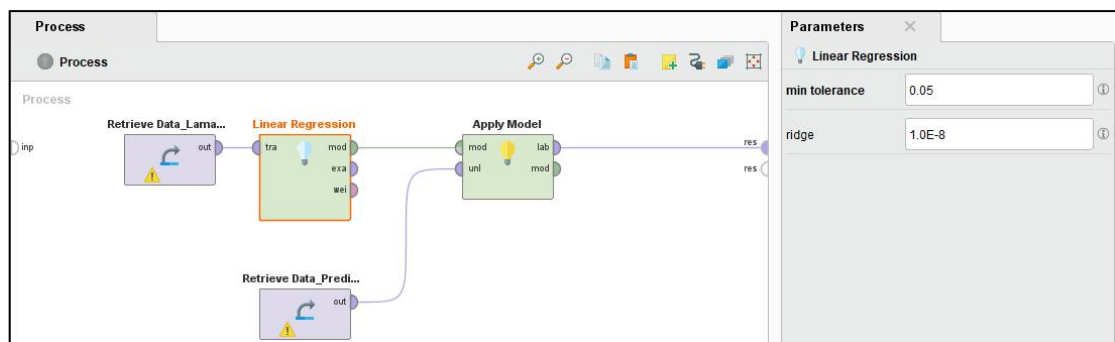 Process
Process
Process
inp
Retrieve Data_Lama...
out
Linear Regression
tra
mod
exa
wei
Apply Model
mod
lab
unl
mod
res
res
Retrieve Data_Predi...
out
Parameters
Linear Regression
min tolerance
0.05
ridge
1.0E-8